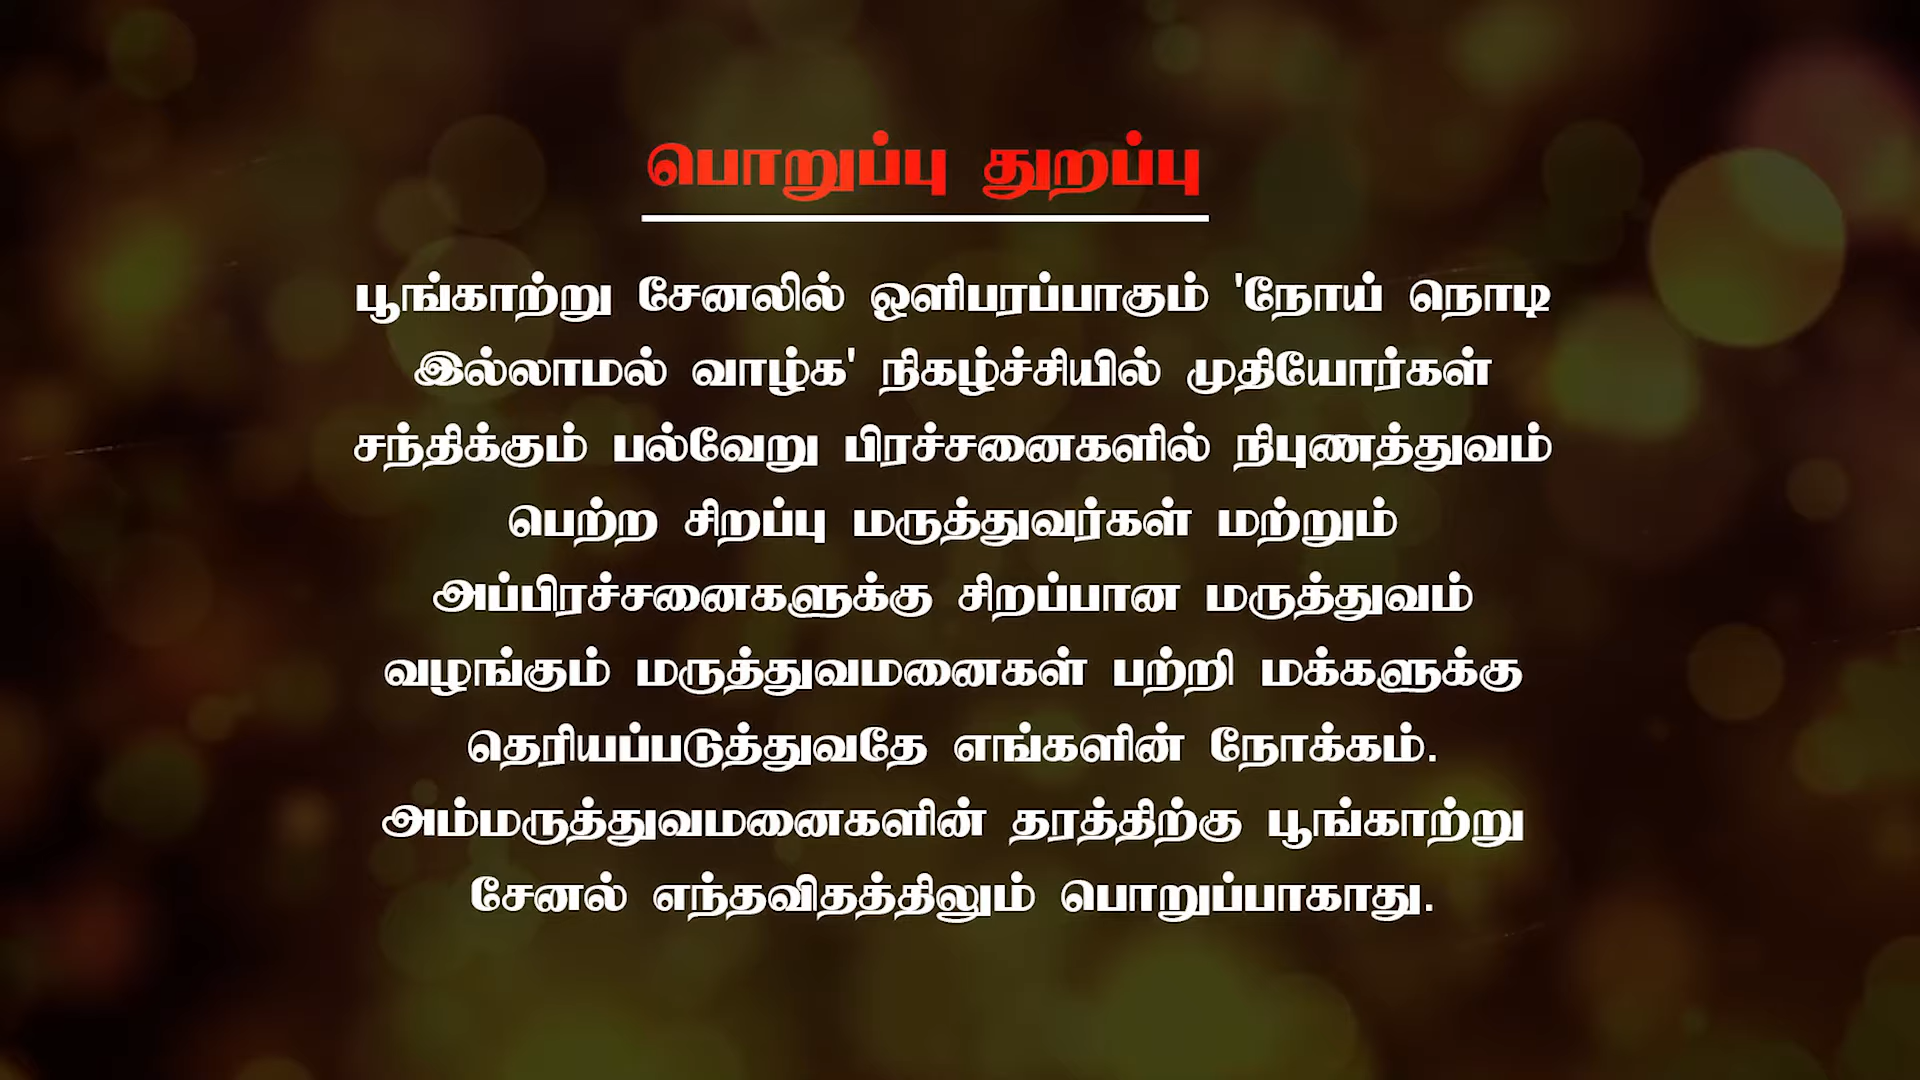 பொறுப்பு துறப்பு
பூங்காற்று சேனலில் ஒளிபரப்பாகும் 'நோய் நொடி
இல்லாமல் வாழ்க' நிகழ்ச்சியில் முதியோர்கள்
சந்திக்கும் பல்வேறு பிரச்சனைகளில் நிபுணத்துவம்
பெற்ற சிறப்பு மருத்துவர்கள் மற்றும்
அப்பிரச்சனைகளுக்கு சிறப்பான மருத்துவம்
வழங்கும் மருத்துவமனைகள் பற்றி மக்களுக்கு
தெரியப்படுத்துவதே எங்களின் நோக்கம்.
அம்மருத்துவமனைகளின் தரத்திற்கு பூங்காற்று
சேனல் எந்தவிதத்திலும் பொறுப்பாகாது.